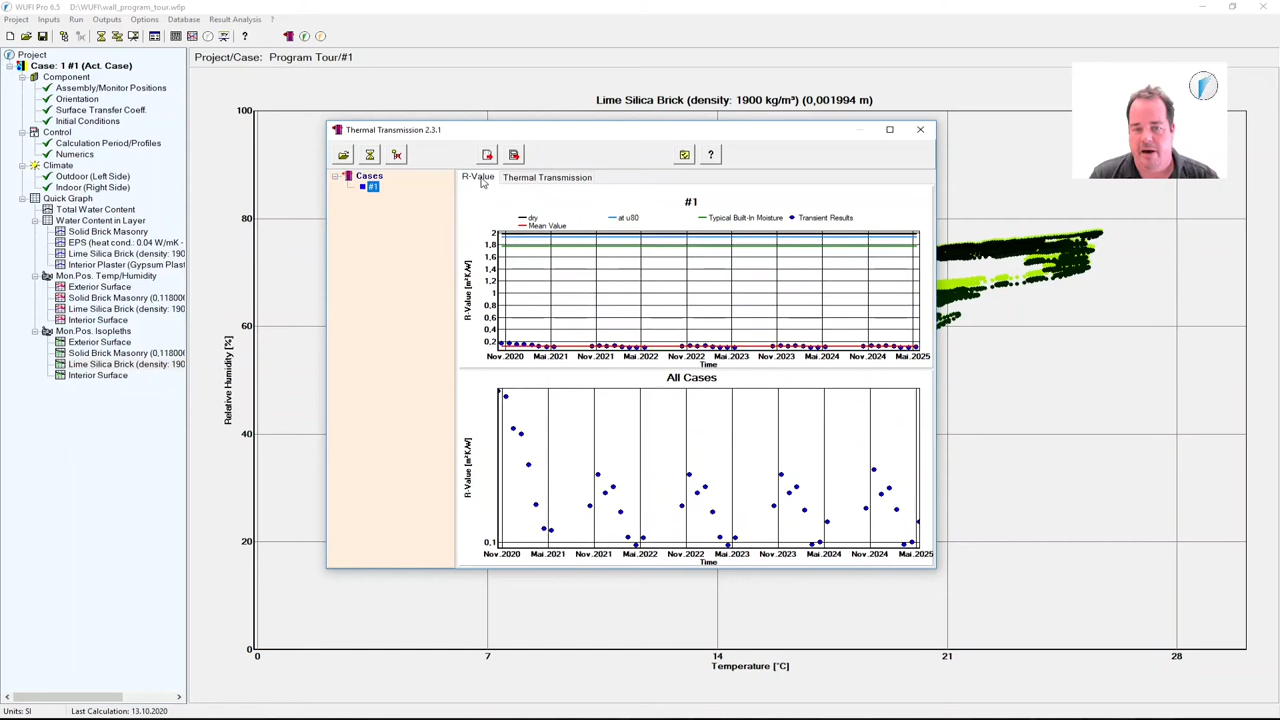 WUFI Pro 6.5 D:\WUFI\wall_program_tour.w6p
Project Inputs Run Outputs Options Database Result Analysis ?
Project
Case: 1 #1 (Act. Case)
Component
Assembly/Monitor Positions
Orientation
Surface Transfer Coeff.
Initial Conditions
Control
Calculation Period/Profiles
Numerics
Climate
Outdoor (Left Side)
Indoor (Right Side)
Quick Graph
Total Water Content
Water Content in Layer
Solid Brick Masonry
EPS (heat cond.: 0.04 W/mK -
Lime Silica Brick (density: 1900
Interior Plaster (Gypsum Plast
Mon.Pos. Temp/Humidity
Exterior Surface
Solid Brick Masonry (0,118000
Lime Silica Brick (density: 190
Interior Surface
Mon.Pos. Isopleths
Exterior Surface
Solid Brick Masonry (0,118000
Lime Silica Brick (density: 190
Interior Surface
Project/Case: Program Tour/#1
Lime Silica Brick (density: 1900 kg/m³) (0,001994 m)
100
80
60
40
20
0
Relative Humidity [%]
0 7 14 21 28
Temperature [°C]
Thermal Transmission 2.3.1
Cases
#1
R-Value Thermal Transmission
#1
dry at u80 Typical Built-In Moisture Transient Results
Mean Value
2
1,8
1,6
1,4
1,2
1
0,8
0,6
0,4
0,2
R-Value [m²K/W]
Nov.2020 Mai.2021 Nov.2021 Mai.2022 Nov.2022 Mai.2023 Nov.2023 Mai.2024 Nov.2024 Mai.2025
Time
All Cases
R-Value [m²K/W]
0,1
Nov.2020 Mai.2021 Nov.2021 Mai.2022 Nov.2022 Mai.2023 Nov.2023 Mai.2024 Nov.2024 Mai.2025
Time
Units: SI Last Calculation: 13.10.2020